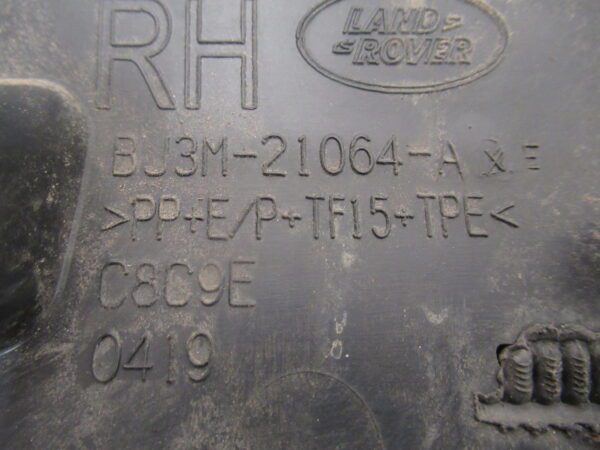 RH
LAND
ROVER
BJ3M-21064-A E
>PP+E/P+TF15+TPE<
C8C9E
0419